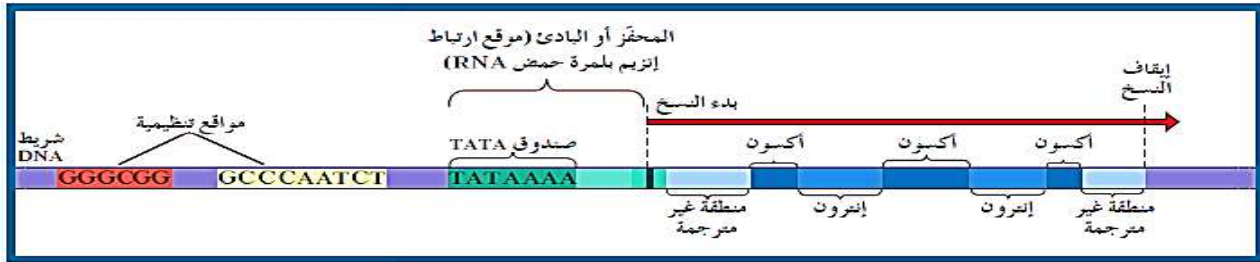 المحفّز أو البادئ (موقع ارتباط
إنزيم بلمرة حمض RNA)
إيقاف
النسخ
بدء النسخ
مواقع تنظيمية
شريط
DNA
صندوق TATA
أكسون
أكسون
أكسون
GGGCGG
GCCCAATCT
TATAAAA
منطقة غير
مترجمة
إنترون
إنترون
منطقة غير
مترجمة